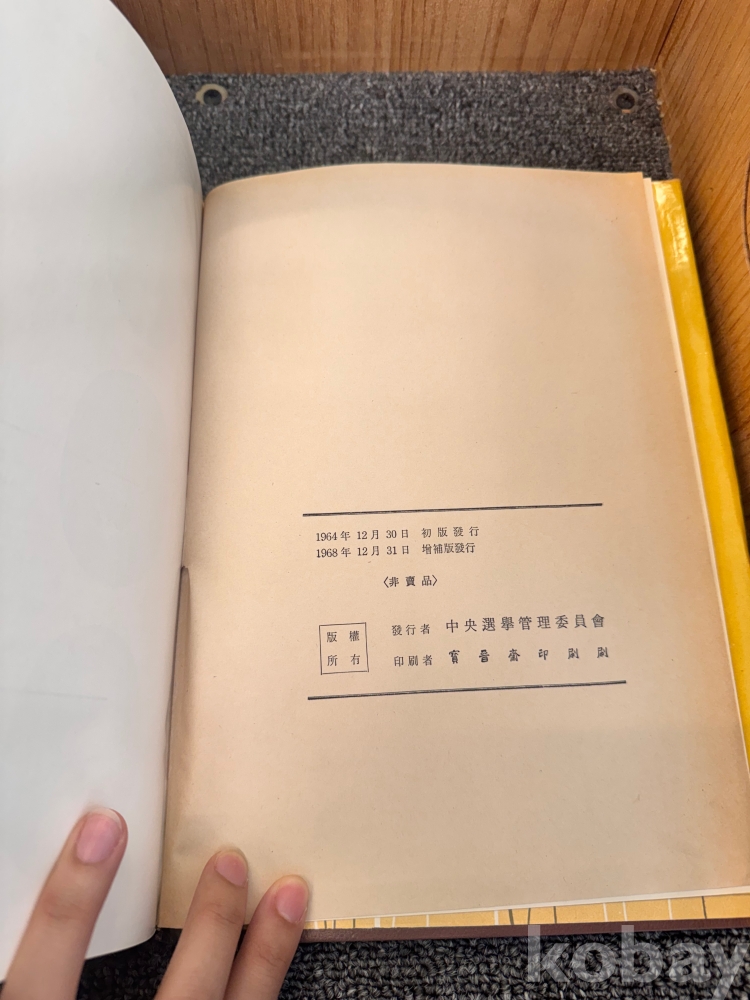 1964年 12月 30日 初版發行
1968年 12月 31日 增補版發行
〈非賣品〉
版權
所有
發行者 中央選擧管理委員會
印刷者 寶晉齋印刷刷
kobay